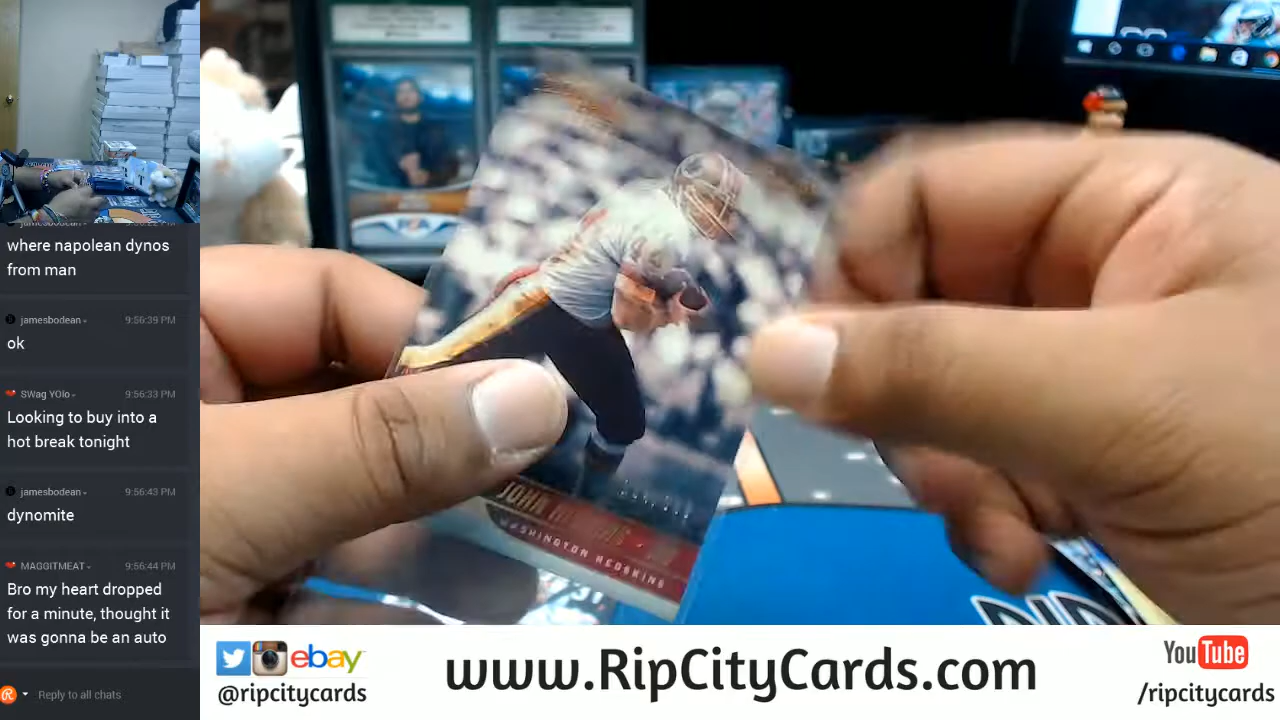 where napolean dynos
from man
jamesbodean 9:56:39 PM
ok
SWag YOlo 9:56:33 PM
Looking to buy into a
hot break tonight
jamesbodean 9:56:43 PM
dynomite
MAGGITMEAT 9:56:44 PM
Bro my heart dropped
for a minute, thought it
was gonna be an auto
Reply to all chats
JOHN
WASHINGTON REDSKINS
ebay
@ripcitycards
www.RipCityCards.com
YouTube
/ripcitycards